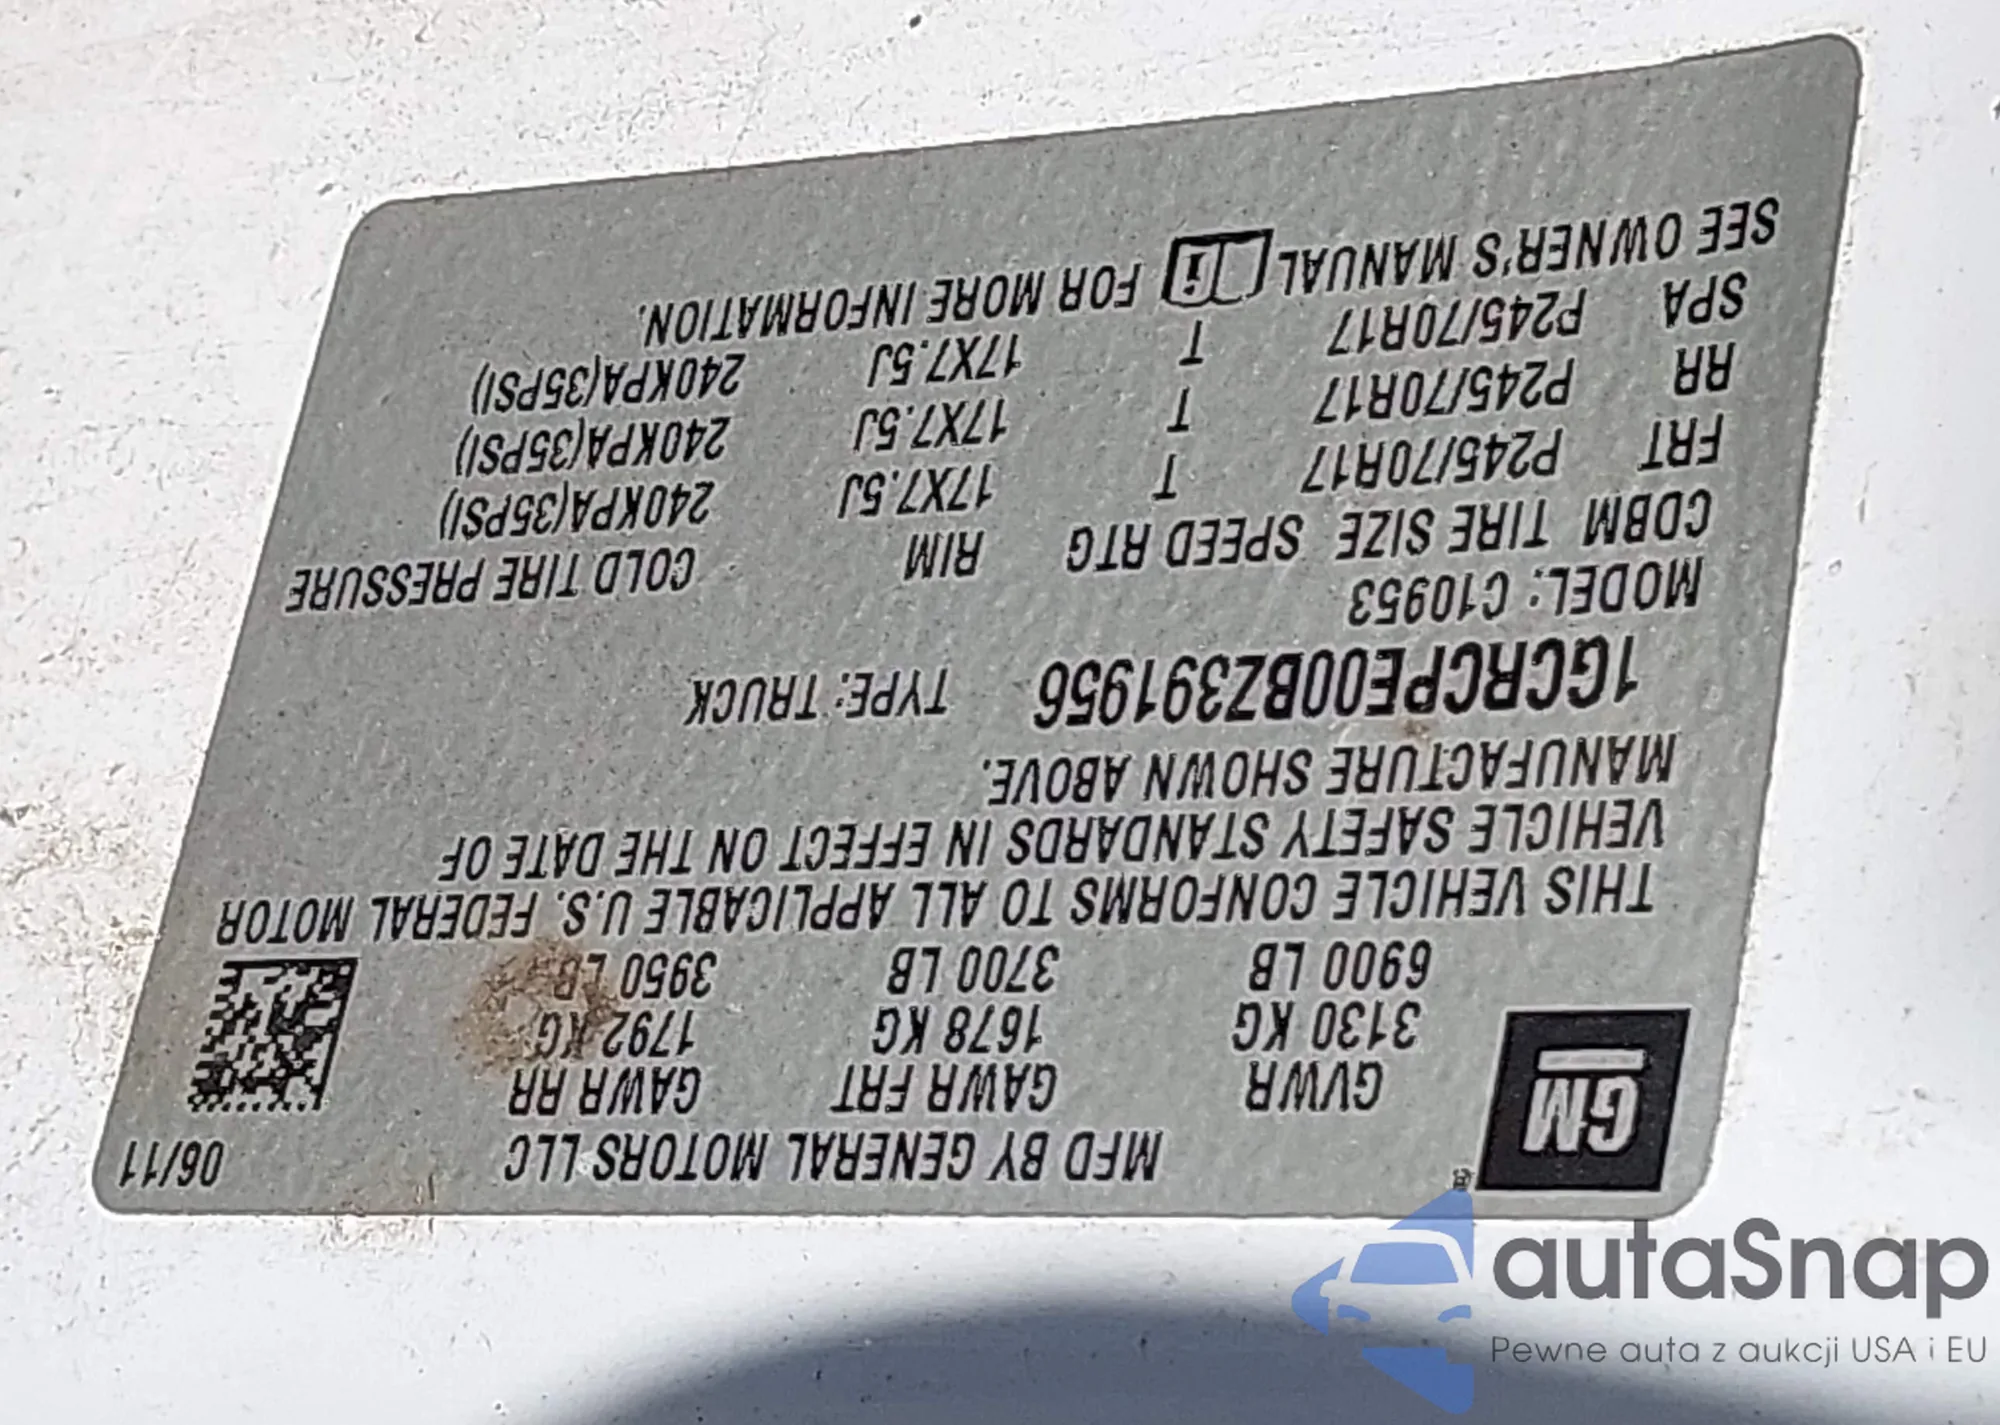 MFD BY GENERAL MOTORS LLC 06/11
GM
GVWR GAWR FRT GAWR RR
3130 KG 1678 KG 1792 KG
6900 LB 3700 LB 3950 LB
THIS VEHICLE CONFORMS TO ALL APPLICABLE U.S. FEDERAL MOTOR
VEHICLE SAFETY STANDARDS IN EFFECT ON THE DATE OF
MANUFACTURE SHOWN ABOVE.
1GCRCPE00BZ391956 TYPE: TRUCK
MODEL: C10953
CDBM TIRE SIZE SPEED RTG RIM COLD TIRE PRESSURE
FRT P245/70R17 T 17X7.5J 240KPA(35PSI)
RR P245/70R17 T 17X7.5J 240KPA(35PSI)
SPA P245/70R17 T 17X7.5J 240KPA(35PSI)
SEE OWNER'S MANUAL FOR MORE INFORMATION.
autaSnap
Pewne auta z aukcji USA i EU